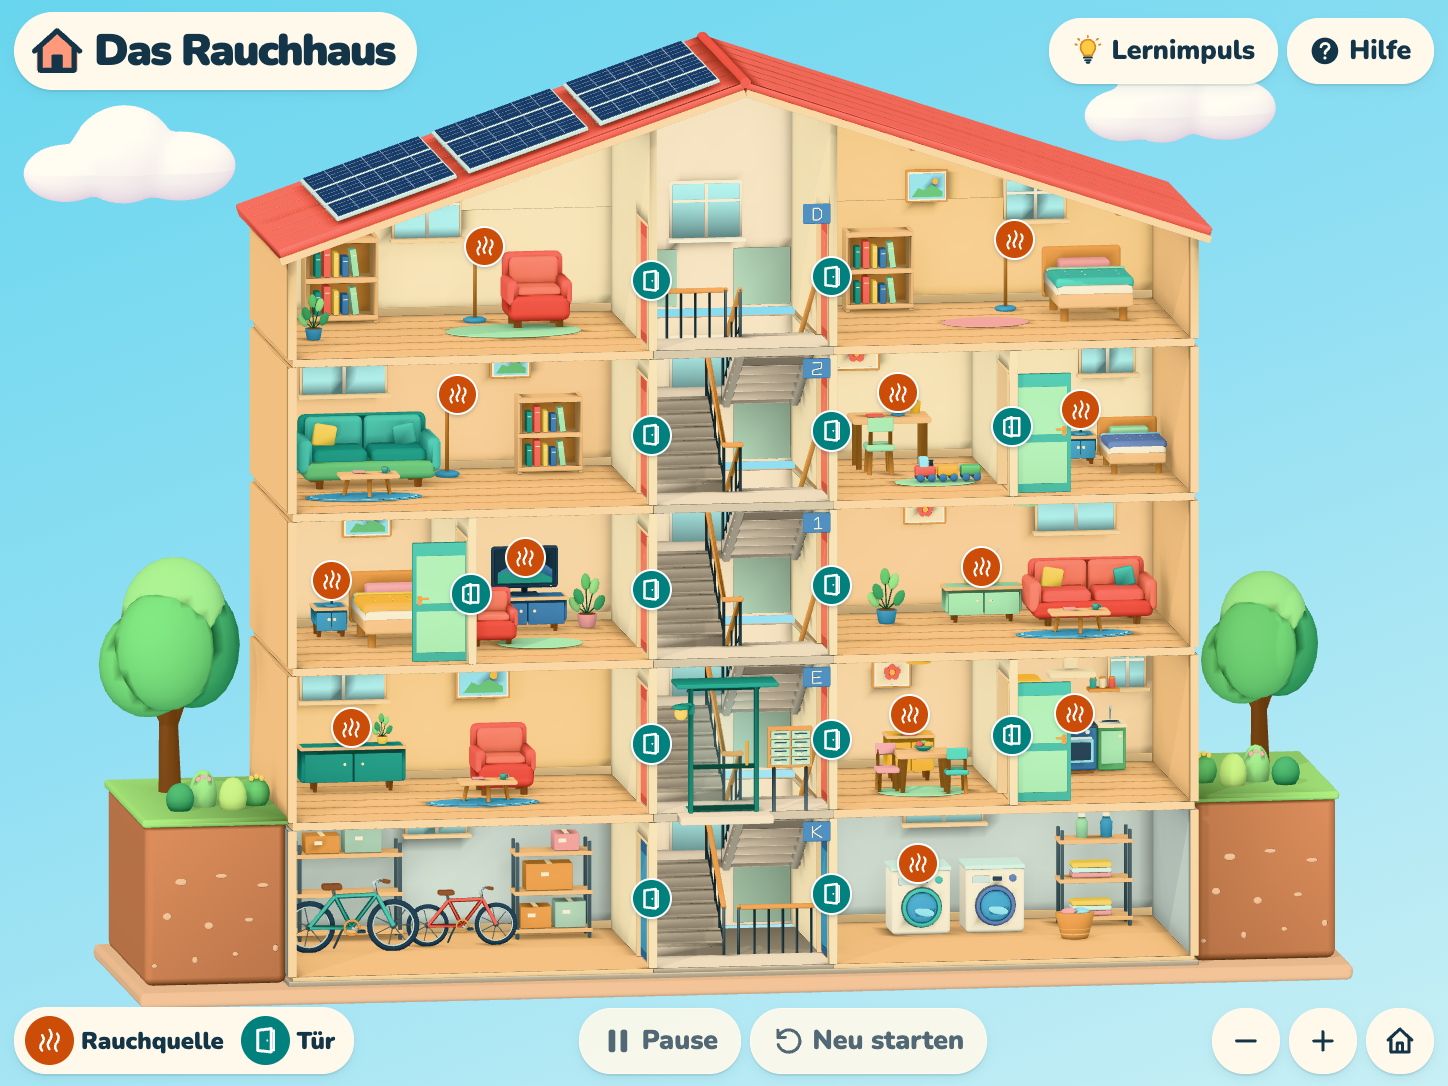 Das Rauchhaus
Lernimpuls
Hilfe
D
2
1
E
K
Rauchquelle
Tür
Pause
Neu starten